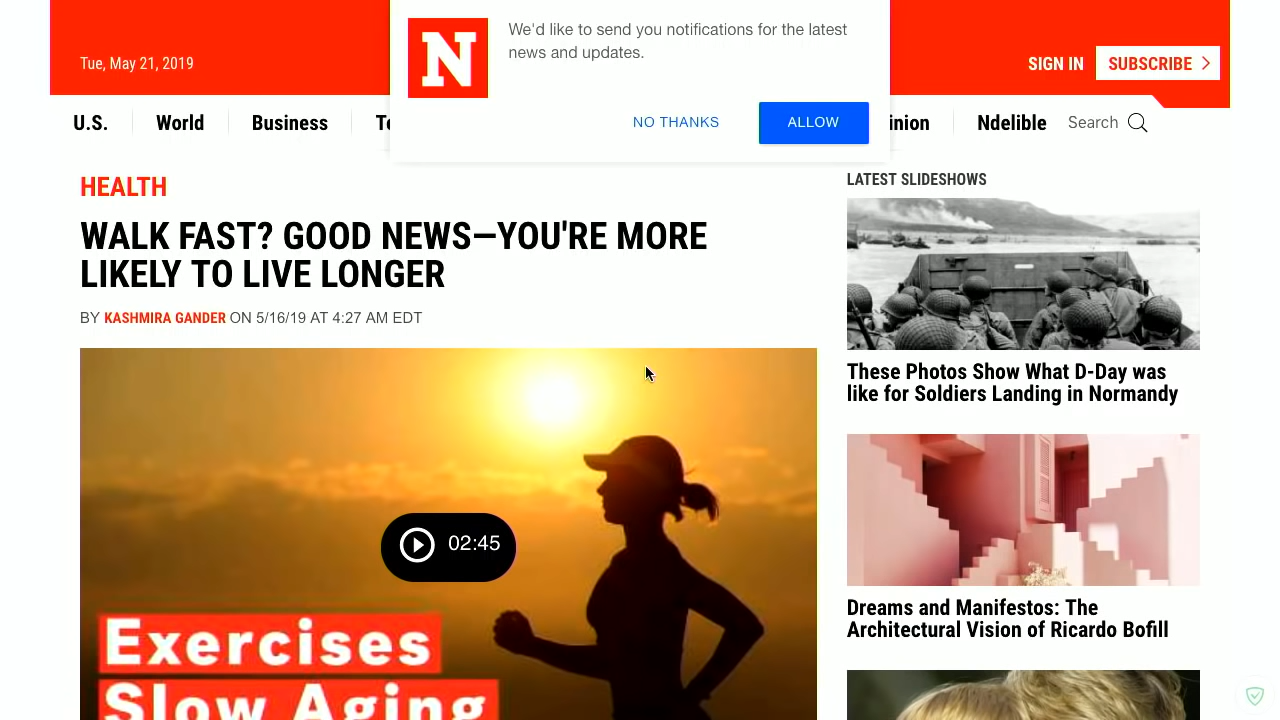 We'd like to send you notifications for the latest
news and updates.
NO THANKS
ALLOW
Tue, May 21, 2019
SIGN IN
SUBSCRIBE
U.S.
World
Business
Ndelible
Search
HEALTH
WALK FAST? GOOD NEWS—YOU'RE MORE
LIKELY TO LIVE LONGER
BY KASHMIRA GANDER ON 5/16/19 AT 4:27 AM EDT
02:45
Exercises
Slow Aging
LATEST SLIDESHOWS
These Photos Show What D-Day was
like for Soldiers Landing in Normandy
Dreams and Manifestos: The
Architectural Vision of Ricardo Bofill